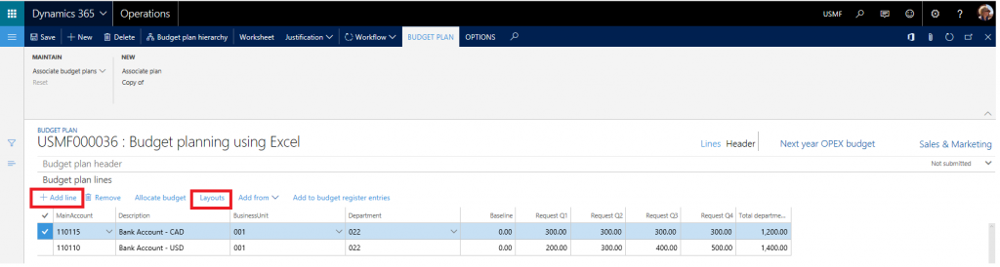 Dynamics 365 Operations USMF ?
Save + New Delete Budget plan hierarchy Worksheet Justification Workflow BUDGET PLAN OPTIONS
MAINTAIN NEW
Associate budget plans Associate plan
Reset Copy of
BUDGET PLAN
USMF000036 : Budget planning using Excel Lines Header Next year OPEX budget Sales & Marketing
Budget plan header Not submitted
Budget plan lines
+ Add line Remove Allocate budget Layouts Add from Add to budget register entries
MainAccount Description BusinessUnit Department Baseline Request Q1 Request Q2 Request Q3 Request Q4 Total departme...
110115 Bank Account - CAD 001 022 0.00 300.00 300.00 300.00 300.00 1,200.00
110110 Bank Account - USD 001 022 0.00 200.00 300.00 400.00 500.00 1,400.00